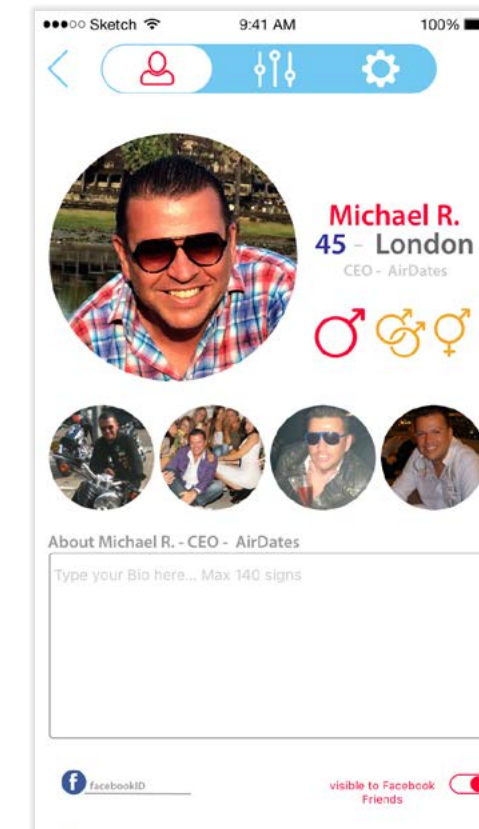 Sketch 9:41 AM 100%
Michael R.
45 - London
CEO - AirDates
About Michael R. - CEO - AirDates
Type your Bio here... Max 140 signs
f facebookID
visible to Facebook
Friends